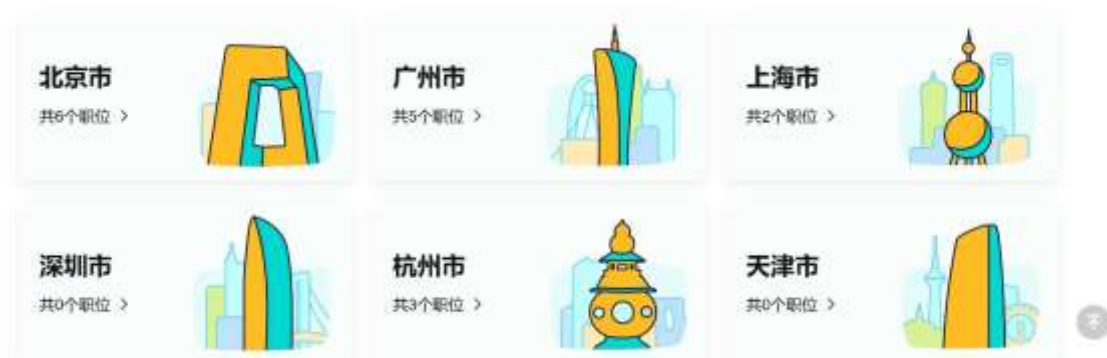 北京市
共6个职位 >
广州市
共5个职位 >
上海市
共2个职位 >
深圳市
共0个职位 >
杭州市
共3个职位 >
天津市
共0个职位 >